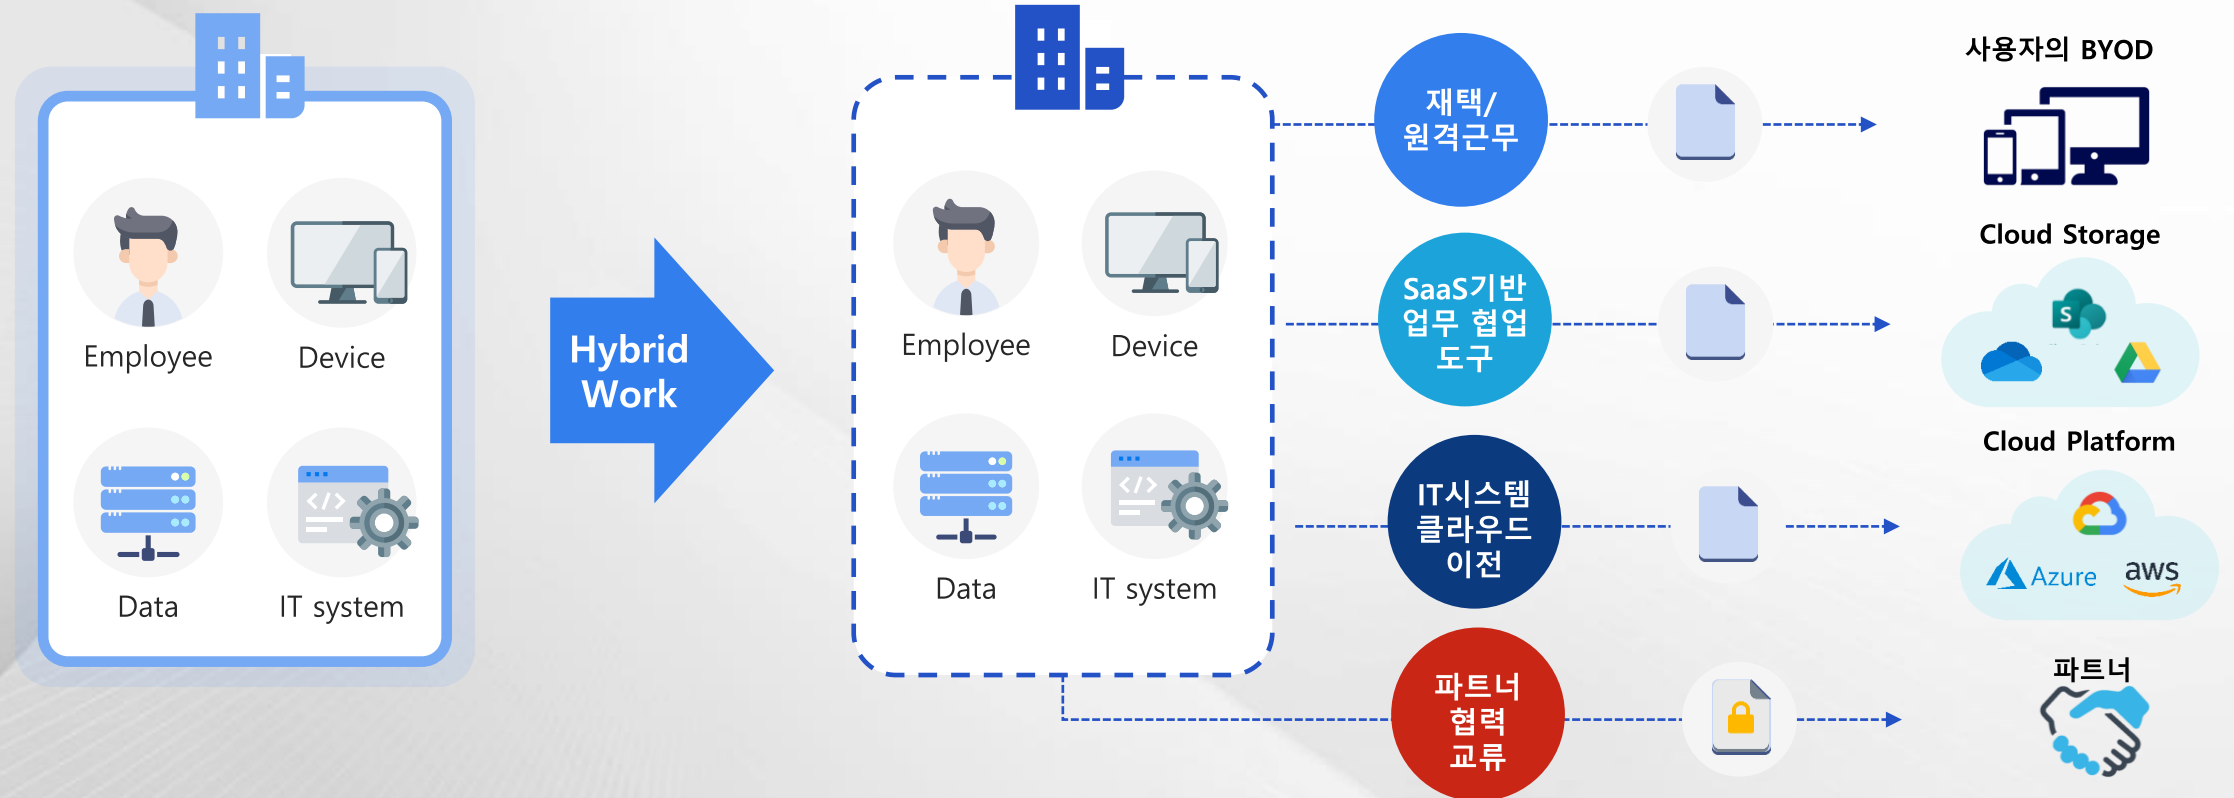 Employee
Device
Data
IT system
Hybrid
Work
Employee
Device
Data
IT system
재택/
원격근무
사용자의 BYOD
SaaS기반
업무 협업
도구
Cloud Storage
S
IT시스템
클라우드
이전
Cloud Platform
Azure
aws
파트너
협력
교류
파트너